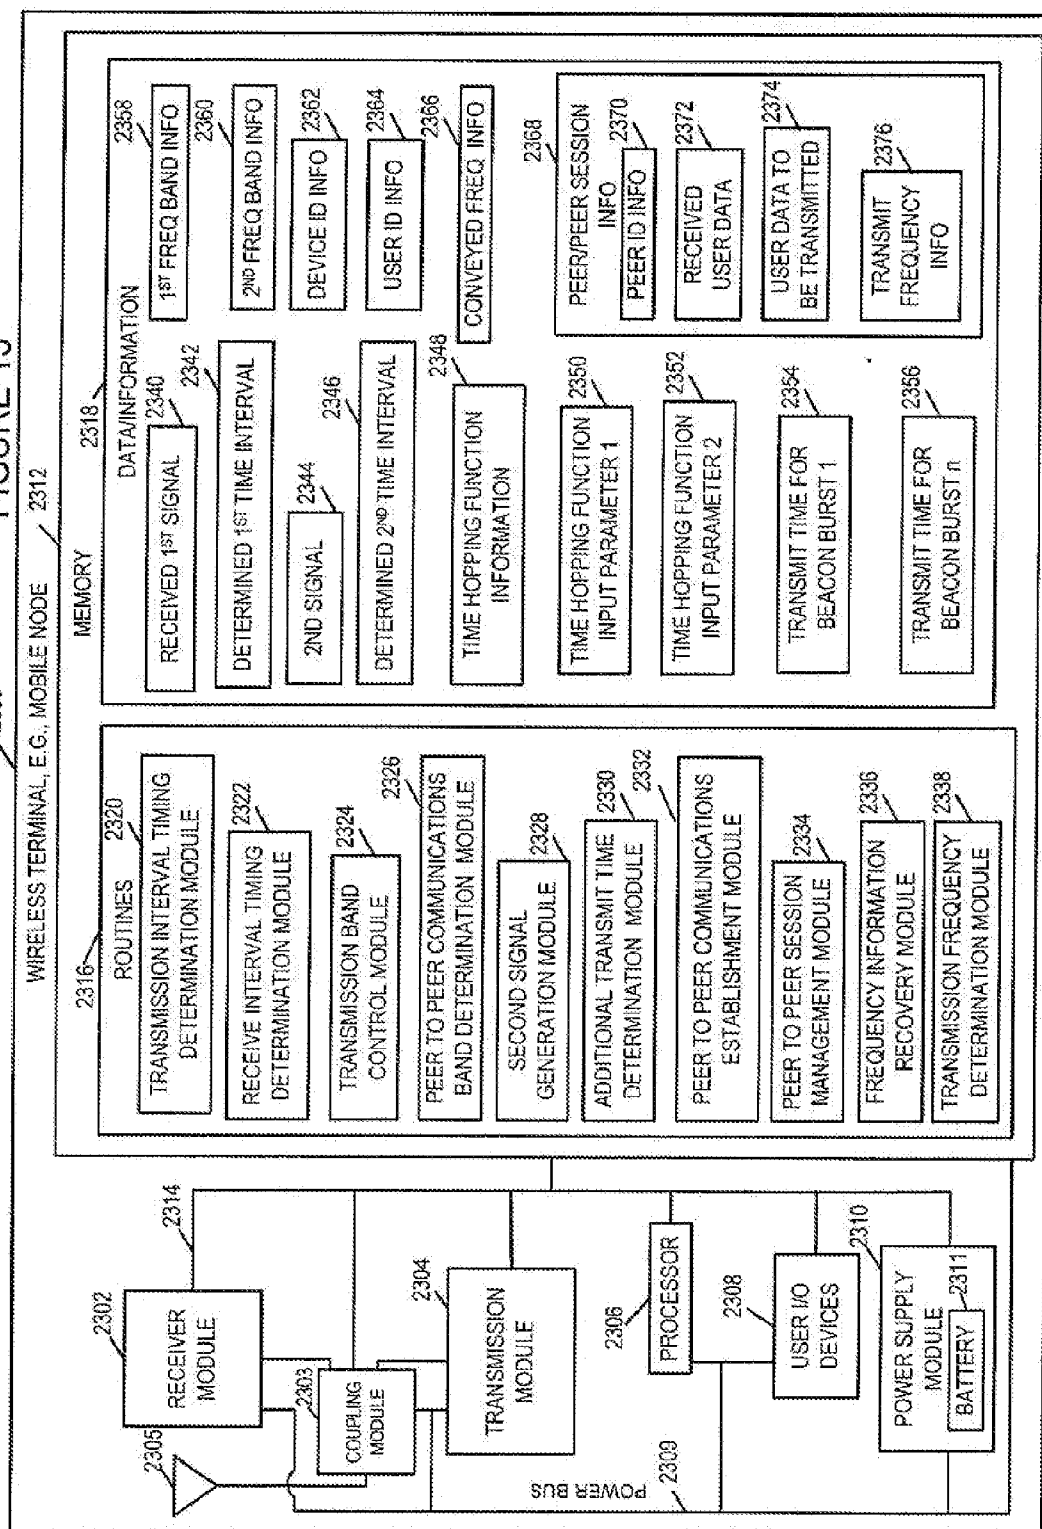 WIRELESS TERMINAL, E.G., MOBILE NODE
2312
MEMORY
2316
ROUTINES
2320
TRANSMISSION INTERVAL TIMING
DETERMINATION MODULE
2322
RECEIVE INTERVAL TIMING
DETERMINATION MODULE
2324
TRANSMISSION BAND
CONTROL MODULE
2326
PEER TO PEER COMMUNICATIONS
BAND DETERMINATION MODULE
2328
SECOND SIGNAL
GENERATION MODULE
2330
ADDITIONAL TRANSMIT TIME
DETERMINATION MODULE
2332
PEER TO PEER COMMUNICATIONS
ESTABLISHMENT MODULE
2334
PEER TO PEER SESSION
MANAGEMENT MODULE
2336
FREQUENCY INFORMATION
RECOVERY MODULE
2338
TRANSMISSION FREQUENCY
DETERMINATION MODULE
2318
DATA/INFORMATION
2340
RECEIVED 1ST SIGNAL
2342
DETERMINED 1ST TIME INTERVAL
2344
2ND SIGNAL
2346
DETERMINED 2ND TIME INTERVAL
2348
TIME HOPPING FUNCTION
INFORMATION
2350
TIME HOPPING FUNCTION
INPUT PARAMETER 1
2352
TIME HOPPING FUNCTION
INPUT PARAMETER 2
2354
TRANSMIT TIME FOR
BEACON BURST 1
2356
TRANSMIT TIME FOR
BEACON BURST n
2358
1ST FREQ BAND INFO
2360
2ND FREQ BAND INFO
2362
DEVICE ID INFO
2364
USER ID INFO
2366
CONVEYED FREQ INFO
2368
PEER/PEER SESSION
INFO
2370
PEER ID INFO
2372
RECEIVED
USER DATA
2374
USER DATA TO
BE TRANSMITTED
2376
TRANSMIT
FREQUENCY
INFO
2302
RECEIVER
MODULE
2314
2305
2303
COUPLING
MODULE
2304
TRANSMISSION
MODULE
2306
PROCESSOR
2308
USER I/O
DEVICES
2310
POWER SUPPLY
MODULE
2311
BATTERY
POWER BUS
2309